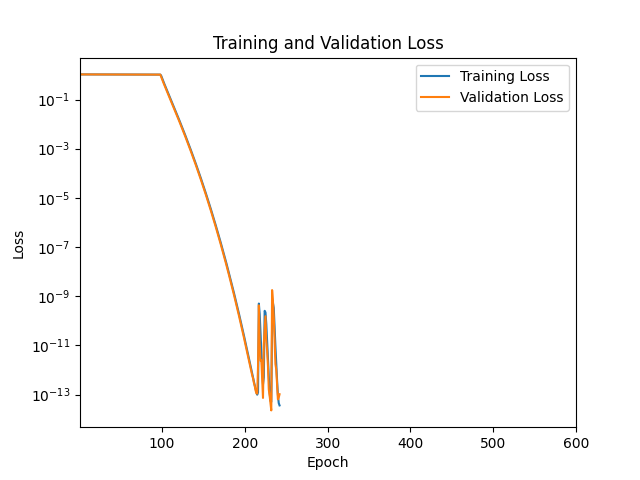 Training and Validation Loss
Training Loss
Validation Loss
Loss
10⁻¹
10⁻³
10⁻⁵
10⁻⁷
10⁻⁹
10⁻¹¹
10⁻¹³
100 200 300 400 500 600
Epoch